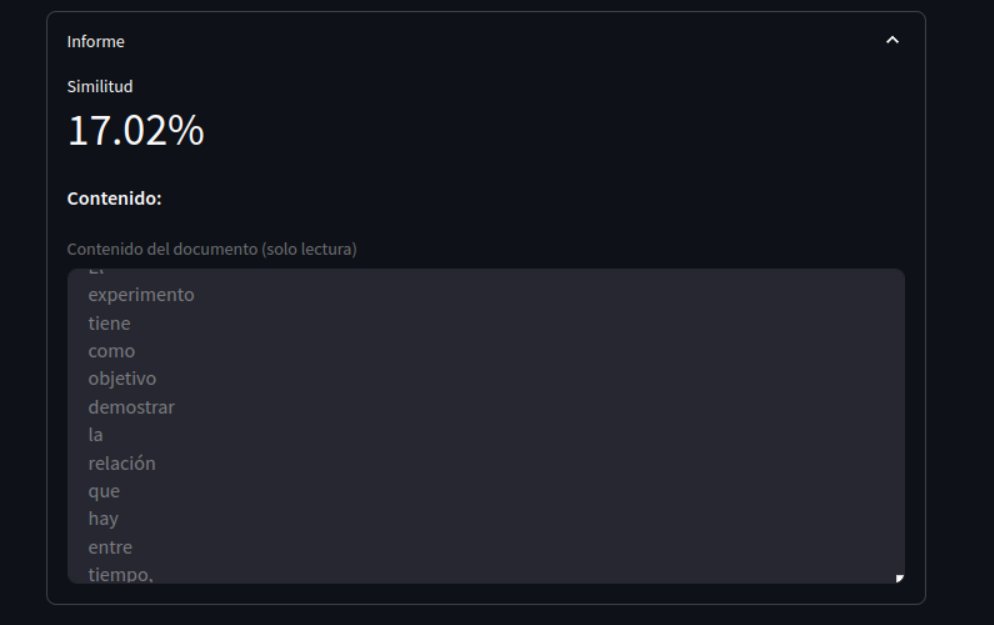 Informe
Similitud
17.02%
Contenido:
Contenido del documento (solo lectura)
experimento
tiene
como
objetivo
demostrar
la
relación
que
hay
entre
tiempo,